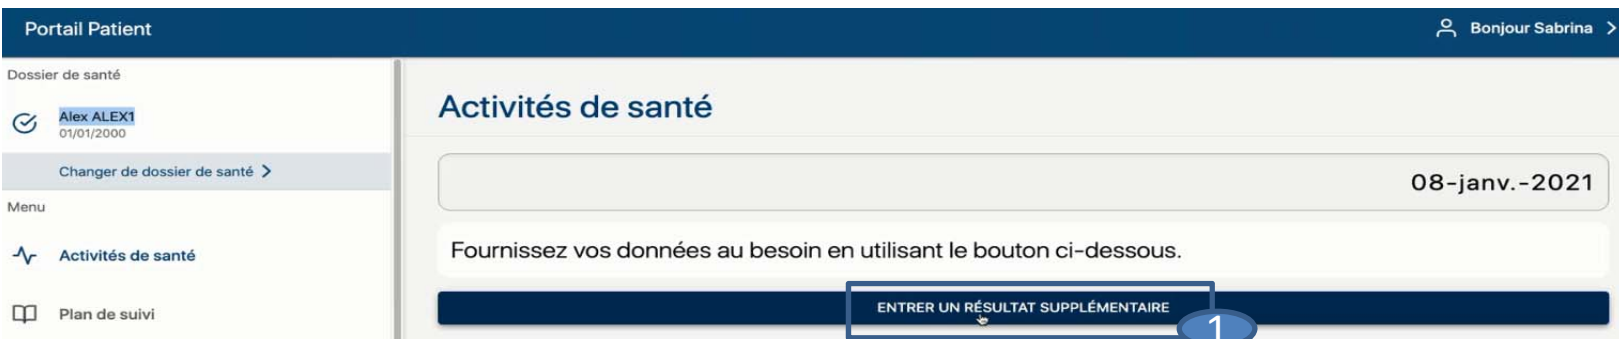 Portail Patient
Bonjour Sabrina
Dossier de santé
Alex ALEX1
01/01/2000
Changer de dossier de santé
Menu
Activités de santé
Plan de suivi
Activités de santé
08-janv.-2021
Fournissez vos données au besoin en utilisant le bouton ci-dessous.
ENTRER UN RÉSULTAT SUPPLÉMENTAIRE
1